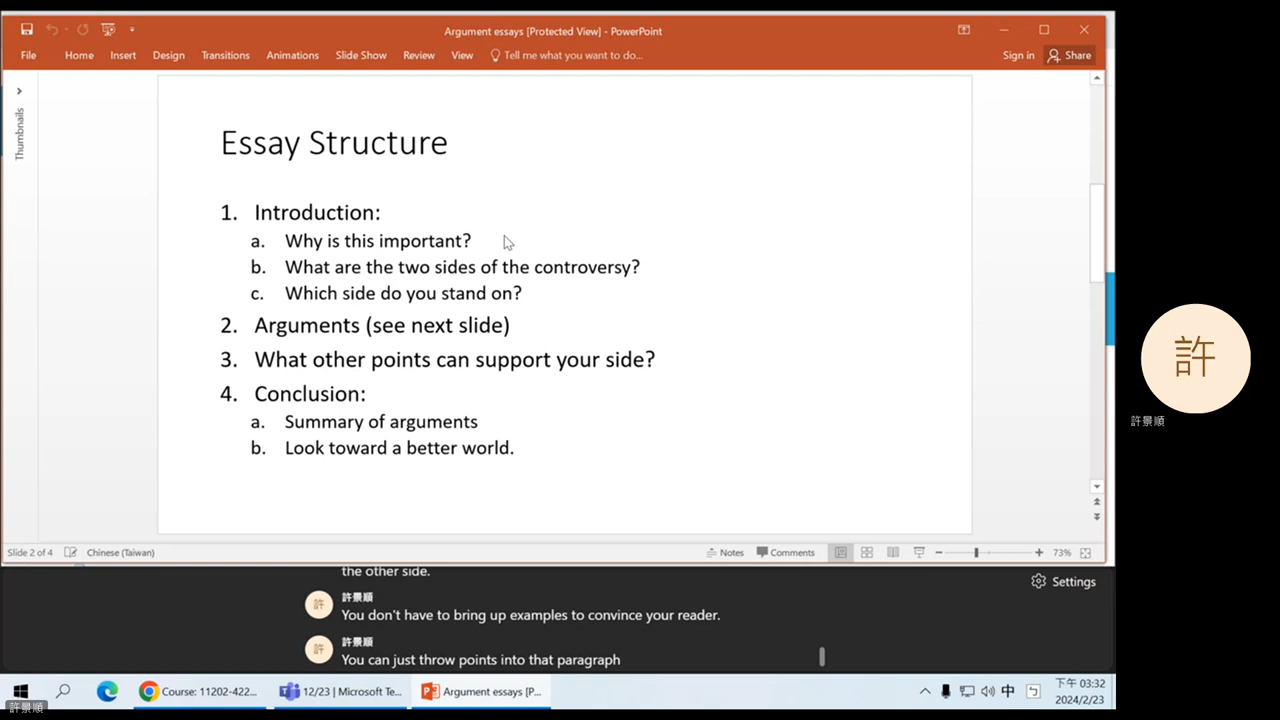 Argument essays [Protected View] - PowerPoint
File Home Insert Design Transitions Animations Slide Show Review View Tell me what you want to do... Sign in Share
Thumbnails
Essay Structure
1. Introduction:
a. Why is this important?
b. What are the two sides of the controversy?
c. Which side do you stand on?
2. Arguments (see next slide)
3. What other points can support your side?
4. Conclusion:
a. Summary of arguments
b. Look toward a better world.
許
許景順
Slide 2 of 4 Chinese (Taiwan) Notes Comments 73%
the other side.
Settings
許 許景順
You don't have to bring up examples to convince your reader.
許 許景順
You can just throw points into that paragraph
Course: 11202-422... 12/23 | Microsoft Te... Argument essays [P... 中 下午 03:32
2024/2/23
許景順